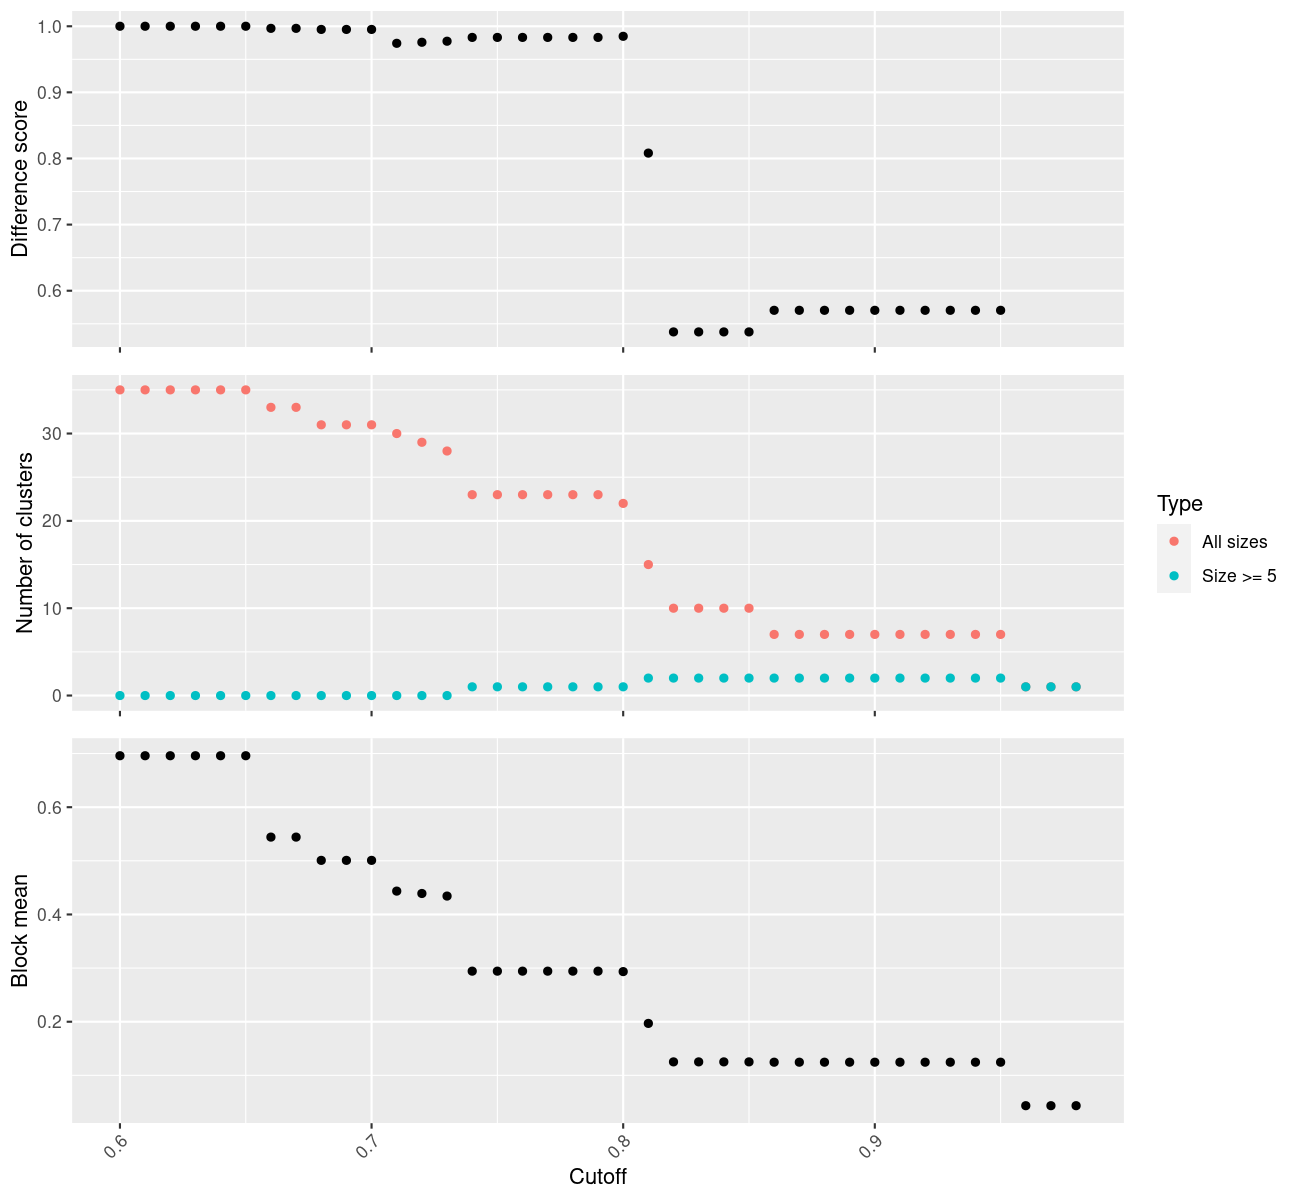 Difference score
1.0
0.9
0.8
0.7
0.6
Number of clusters
30
20
10
0
Type
All sizes
Size >= 5
Block mean
0.6
0.4
0.2
0.6
0.7
0.8
0.9
Cutoff